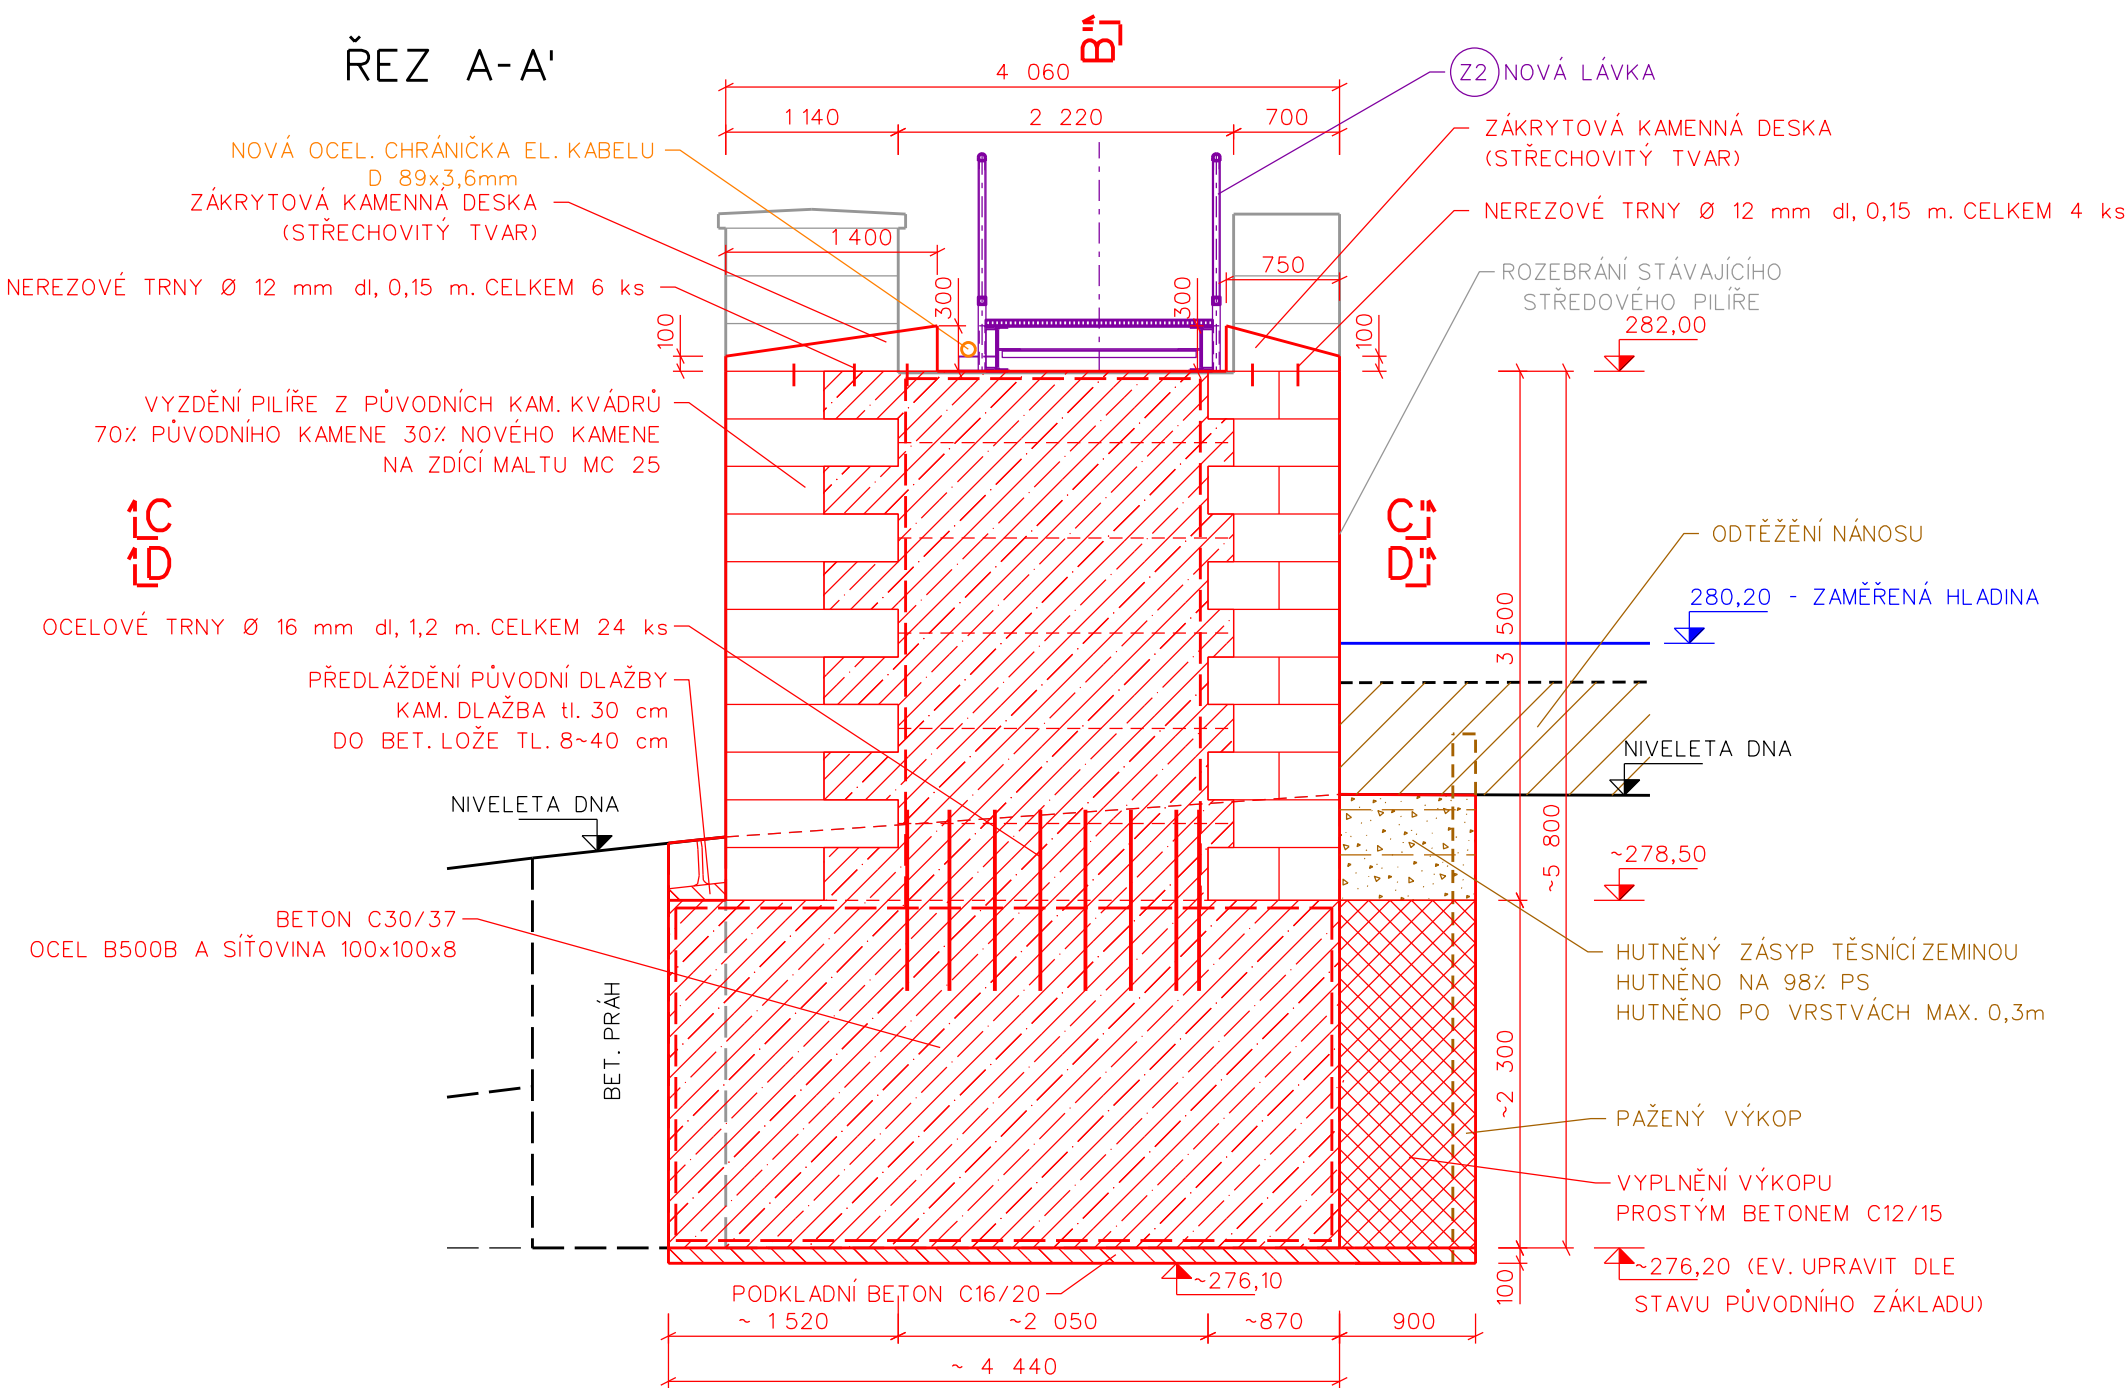 ŘEZ A-A'
B"
4 060
1 140
2 220
700
Z2 NOVÁ LÁVKA
ZÁKRYTOVÁ KAMENNÁ DESKA
(STŘECHOVITÝ TVAR)
NOVÁ OCEL. CHRÁNIČKA EL. KABELU
D 89x3,6mm
ZÁKRYTOVÁ KAMENNÁ DESKA
(STŘECHOVITÝ TVAR)
NEREZOVÉ TRNY Ø 12 mm dl, 0,15 m. CELKEM 4 ks
1 400
750
ROZEBRÁNÍ STÁVAJÍCÍHO
STŘEDOVÉHO PILÍŘE
NEREZOVÉ TRNY Ø 12 mm dl, 0,15 m. CELKEM 6 ks
300
300
100
100
282,00
VYZDĚNÍ PILÍŘE Z PŮVODNÍCH KAM. KVÁDRŮ
70% PŮVODNÍHO KAMENE 30% NOVÉHO KAMENE
NA ZDÍCÍ MALTU MC 25
C
D
C"
D"
ODTĚŽENÍ NÁNOSU
280,20 - ZAMĚŘENÁ HLADINA
3 500
OCELOVÉ TRNY Ø 16 mm dl, 1,2 m. CELKEM 24 ks
PŘEDLÁŽDĚNÍ PŮVODNÍ DLAŽBY
KAM. DLAŽBA tl. 30 cm
DO BET. LOŽE TL. 8~40 cm
NIVELETA DNA
NIVELETA DNA
~5 800
~278,50
BETON C30/37
OCEL B500B A SÍŤOVINA 100x100x8
BET. PRÁH
HUTNĚNÝ ZÁSYP TĚSNÍCÍ ZEMINOU
HUTNĚNO NA 98% PS
HUTNĚNO PO VRSTVÁCH MAX. 0,3m
~2 300
PAŽENÝ VÝKOP
VYPLNĚNÍ VÝKOPU
PROSTÝM BETONEM C12/15
~276,20 (EV. UPRAVIT DLE
STAVU PŮVODNÍHO ZÁKLADU)
100
~276,10
PODKLADNÍ BETON C16/20
~ 1 520
~2 050
~870
900
~ 4 440